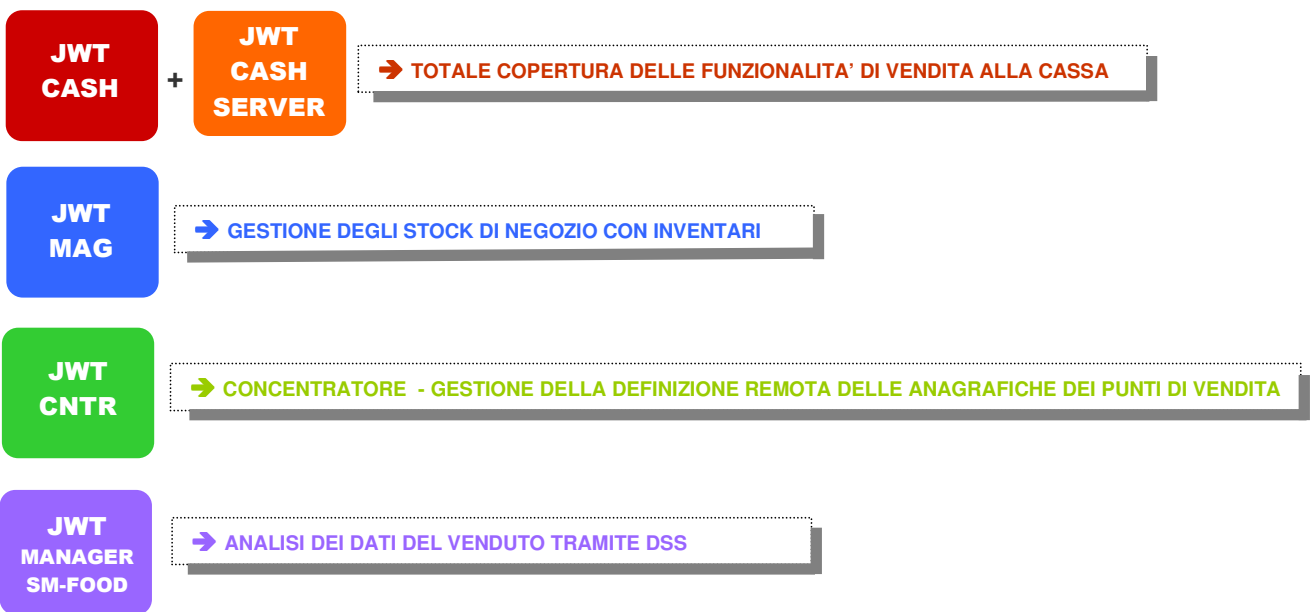 JWT
CASH
+
JWT
CASH
SERVER
➔ TOTALE COPERTURA DELLE FUNZIONALITA’ DI VENDITA ALLA CASSA
JWT
MAG
➔ GESTIONE DEGLI STOCK DI NEGOZIO CON INVENTARI
JWT
CNTR
➔ CONCENTRATORE - GESTIONE DELLA DEFINIZIONE REMOTA DELLE ANAGRAFICHE DEI PUNTI DI VENDITA
JWT
MANAGER
SM-FOOD
➔ ANALISI DEI DATI DEL VENDUTO TRAMITE DSS